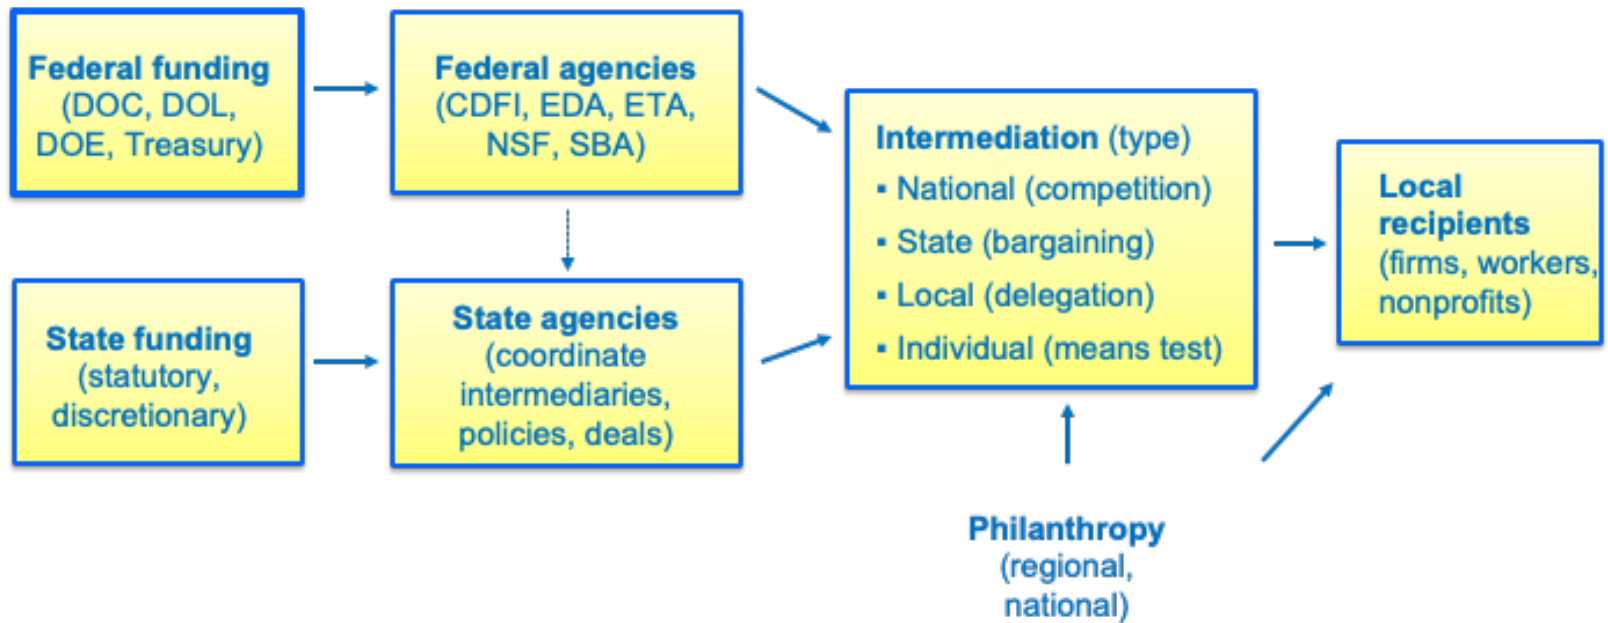 Federal funding
(DOC, DOL,
DOE, Treasury)
Federal agencies
(CDFI, EDA, ETA,
NSF, SBA)
State funding
(statutory,
discretionary)
State agencies
(coordinate
intermediaries,
policies, deals)
Intermediation (type)
▪ National (competition)
▪ State (bargaining)
▪ Local (delegation)
▪ Individual (means test)
Local
recipients
(firms, workers,
nonprofits)
Philanthropy
(regional,
national)